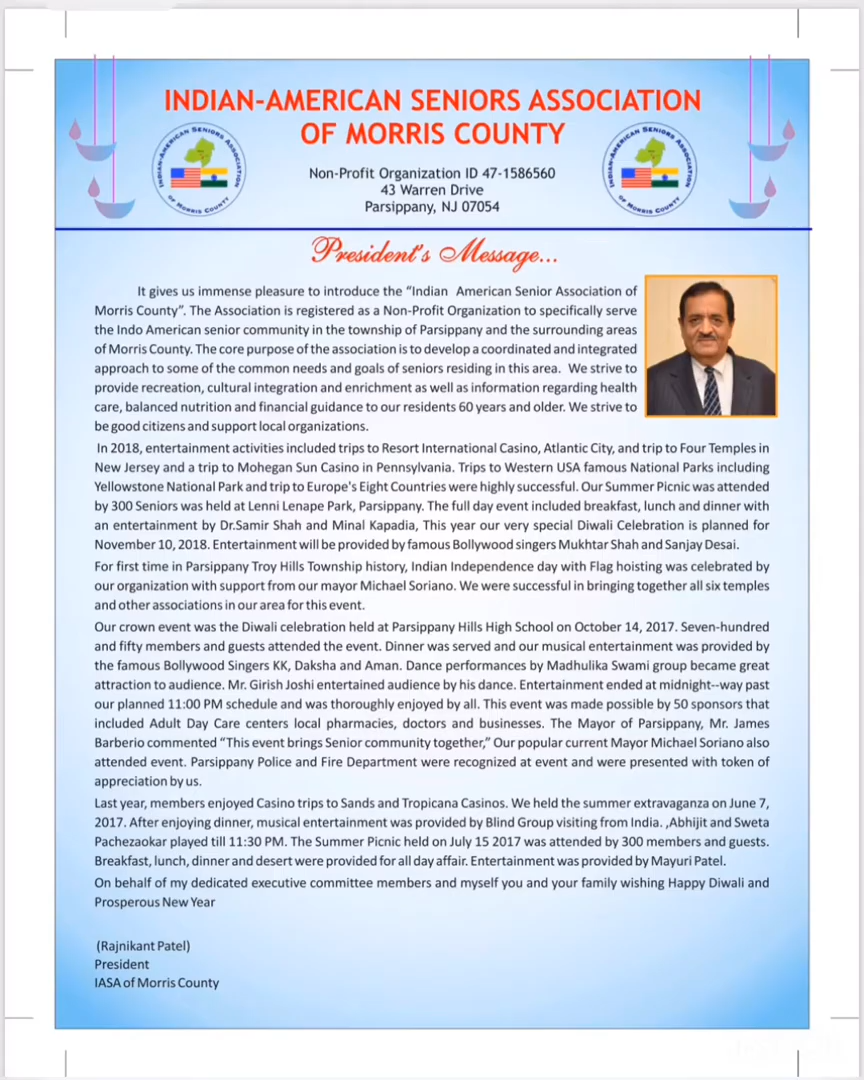 INDIAN-AMERICAN SENIORS ASSOCIATION
OF MORRIS COUNTY
INDIAN-AMERICAN SENIORS ASSOCIATION
OF MORRIS COUNTY
INDIAN-AMERICAN SENIORS ASSOCIATION
OF MORRIS COUNTY
Non-Profit Organization ID 47-1586560
43 Warren Drive
Parsippany, NJ 07054
President's Message...
It gives us immense pleasure to introduce the “Indian American Senior Association of
Morris County”. The Association is registered as a Non-Profit Organization to specifically serve
the Indo American senior community in the township of Parsippany and the surrounding areas
of Morris County. The core purpose of the association is to develop a coordinated and integrated
approach to some of the common needs and goals of seniors residing in this area. We strive to
provide recreation, cultural integration and enrichment as well as information regarding health
care, balanced nutrition and financial guidance to our residents 60 years and older. We strive to
be good citizens and support local organizations.
In 2018, entertainment activities included trips to Resort International Casino, Atlantic City, and trip to Four Temples in
New Jersey and a trip to Mohegan Sun Casino in Pennsylvania. Trips to Western USA famous National Parks including
Yellowstone National Park and trip to Europe's Eight Countries were highly successful. Our Summer Picnic was attended
by 300 Seniors was held at Lenni Lenape Park, Parsippany. The full day event included breakfast, lunch and dinner with
an entertainment by Dr.Samir Shah and Minal Kapadia, This year our very special Diwali Celebration is planned for
November 10, 2018. Entertainment will be provided by famous Bollywood singers Mukhtar Shah and Sanjay Desai.
For first time in Parsippany Troy Hills Township history, Indian Independence day with Flag hoisting was celebrated by
our organization with support from our mayor Michael Soriano. We were successful in bringing together all six temples
and other associations in our area for this event.
Our crown event was the Diwali celebration held at Parsippany Hills High School on October 14, 2017. Seven-hundred
and fifty members and guests attended the event. Dinner was served and our musical entertainment was provided by
the famous Bollywood Singers KK, Daksha and Aman. Dance performances by Madhulika Swami group became great
attraction to audience. Mr. Girish Joshi entertained audience by his dance. Entertainment ended at midnight--way past
our planned 11:00 PM schedule and was thoroughly enjoyed by all. This event was made possible by 50 sponsors that
included Adult Day Care centers local pharmacies, doctors and businesses. The Mayor of Parsippany, Mr. James
Barberio commented “This event brings Senior community together,” Our popular current Mayor Michael Soriano also
attended event. Parsippany Police and Fire Department were recognized at event and were presented with token of
appreciation by us.
Last year, members enjoyed Casino trips to Sands and Tropicana Casinos. We held the summer extravaganza on June 7,
2017. After enjoying dinner, musical entertainment was provided by Blind Group visiting from India. ,Abhijit and Sweta
Pachezaokar played till 11:30 PM. The Summer Picnic held on July 15 2017 was attended by 300 members and guests.
Breakfast, lunch, dinner and desert were provided for all day affair. Entertainment was provided by Mayuri Patel.
On behalf of my dedicated executive committee members and myself you and your family wishing Happy Diwali and
Prosperous New Year
(Rajnikant Patel)
President
IASA of Morris County